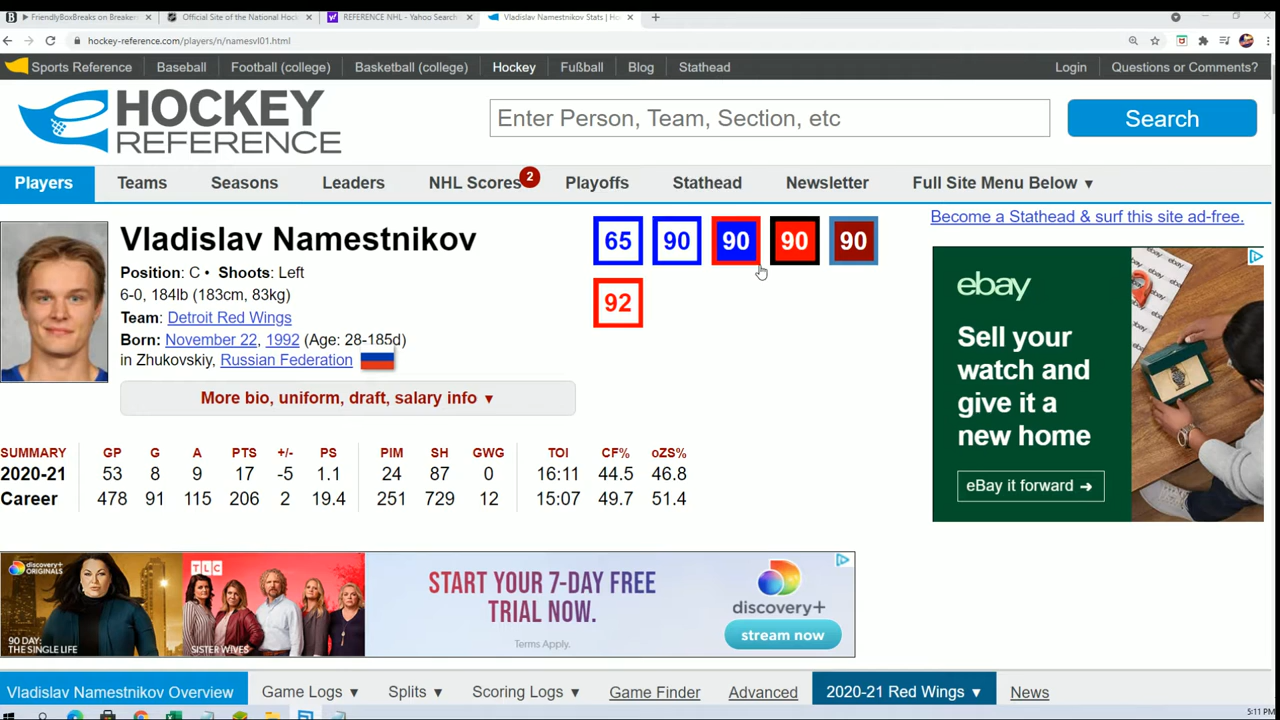 FriendlyBoxBreaks on Breaker
Official Site of the National Hoc
REFERENCE NHL - Yahoo Search
Vladislav Namestnikov Stats | Ho
hockey-reference.com/players/n/namesvl01.html
Sports Reference Baseball Football (college) Basketball (college) Hockey Fußball Blog Stathead Login Questions or Comments?
HOCKEY
REFERENCE
Enter Person, Team, Section, etc
Search
Players Teams Seasons Leaders NHL Scores 2 Playoffs Stathead Newsletter Full Site Menu Below ▼
Vladislav Namestnikov
Position: C • Shoots: Left
6-0, 184lb (183cm, 83kg)
Team: Detroit Red Wings
Born: November 22, 1992 (Age: 28-185d)
in Zhukovskiy, Russian Federation
More bio, uniform, draft, salary info ▼
65 90 90 90 90
92
Become a Stathead & surf this site ad-free.
ebay
Sell your
watch and
give it a
new home
eBay it forward →
SUMMARY GP G A PTS +/- PS PIM SH GWG TOI CF% oZS%
2020-21 53 8 9 17 -5 1.1 24 87 0 16:11 44.5 46.8
Career 478 91 115 206 2 19.4 251 729 12 15:07 49.7 51.4
discovery+
ORIGINALS
90 DAY:
THE SINGLE LIFE
TLC
SISTER WIVES
START YOUR 7-DAY FREE
TRIAL NOW.
Terms Apply.
discovery+
stream now
Vladislav Namestnikov Overview Game Logs ▼ Splits ▼ Scoring Logs ▼ Game Finder Advanced 2020-21 Red Wings ▼ News
5:11 PM